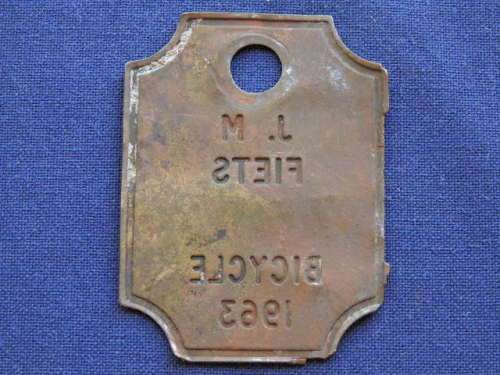 J. M
FIETS
BICYCLE
1963